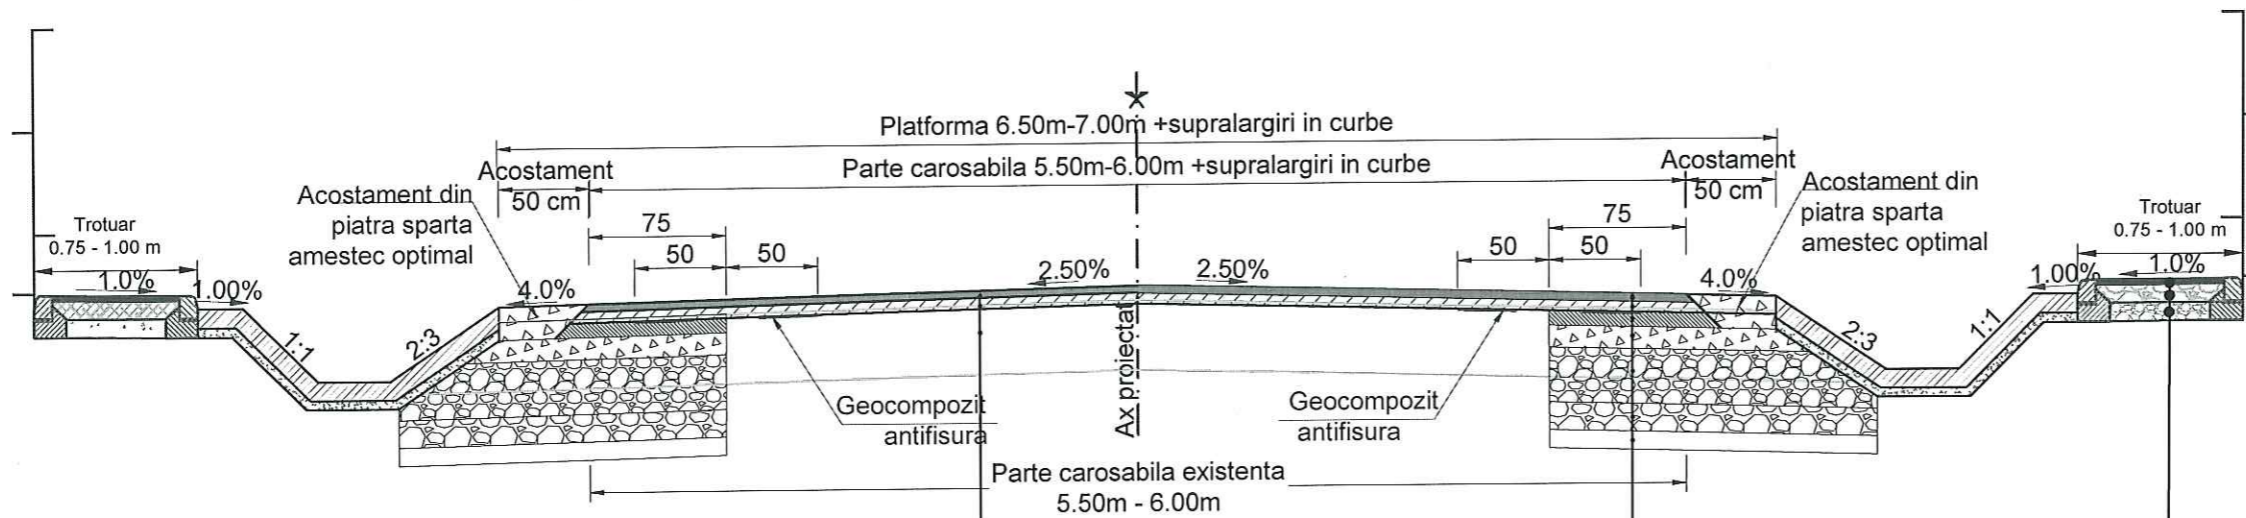 Platforma 6.50m-7.00m +supralargiri in curbe
Acostament
50 cm
Parte carosabila 5.50m-6.00m +supralargiri in curbe
Acostament
50 cm
Acostament din
piatra sparta
amestec optimal
Acostament din
piatra sparta
amestec optimal
Trotuar
0.75 - 1.00 m
Trotuar
0.75 - 1.00 m
75
50
50
75
50
50
1.0%
1.00%
4.0%
2.50%
2.50%
4.0%
1.00%
1.0%
1:1
2:3
2:3
1:1
Geocompozit
antifisura
Ax proiectat
Geocompozit
antifisura
Parte carosabila existenta
5.50m - 6.00m